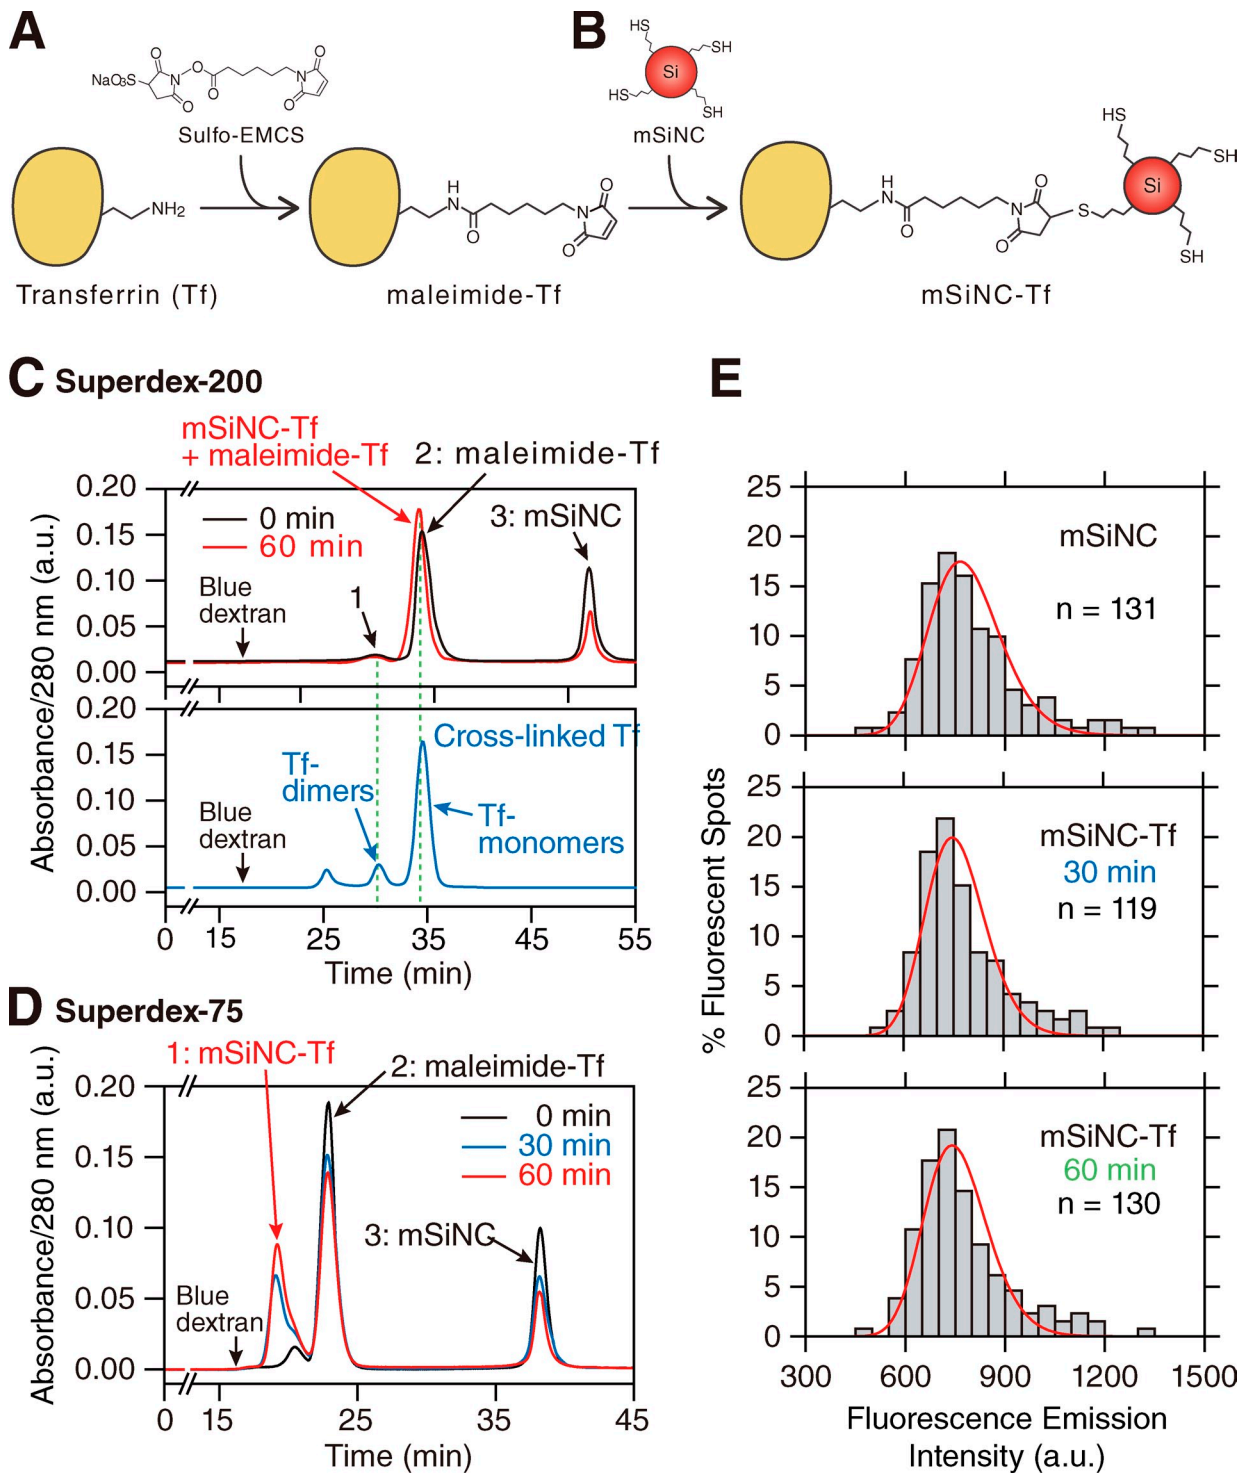 A
NaO₃S
O
O
N
O
O
O
N
O
O
Sulfo-EMCS
NH₂
Transferrin (Tf)
H
N
O
O
N
O
maleimide-Tf
B
HS
SH
Si
HS
SH
mSiNC
H
N
O
O
N
O
S
HS
SH
Si
SH
mSiNC-Tf
C Superdex-200
mSiNC-Tf
+ maleimide-Tf
2: maleimide-Tf
3: mSiNC
0 min
60 min
Blue
dextran
1
0.20
0.15
0.10
0.05
0.00
Absorbance/280 nm (a.u.)
Cross-linked Tf
Tf-
dimers
Tf-
monomers
Blue
dextran
0.20
0.15
0.10
0.05
0.00
0 15 25 35 45 55
Time (min)
D Superdex-75
1: mSiNC-Tf
2: maleimide-Tf
0 min
30 min
60 min
3: mSiNC
Blue
dextran
0.20
0.15
0.10
0.05
0.00
Absorbance/280 nm (a.u.)
0 15 25 35 45
Time (min)
E
25
20
15
10
5
0
mSiNC
n = 131
25
20
15
10
5
0
mSiNC-Tf
30 min
n = 119
% Fluorescent Spots
25
20
15
10
5
0
mSiNC-Tf
60 min
n = 130
300 600 900 1200 1500
Fluorescence Emission
Intensity (a.u.)